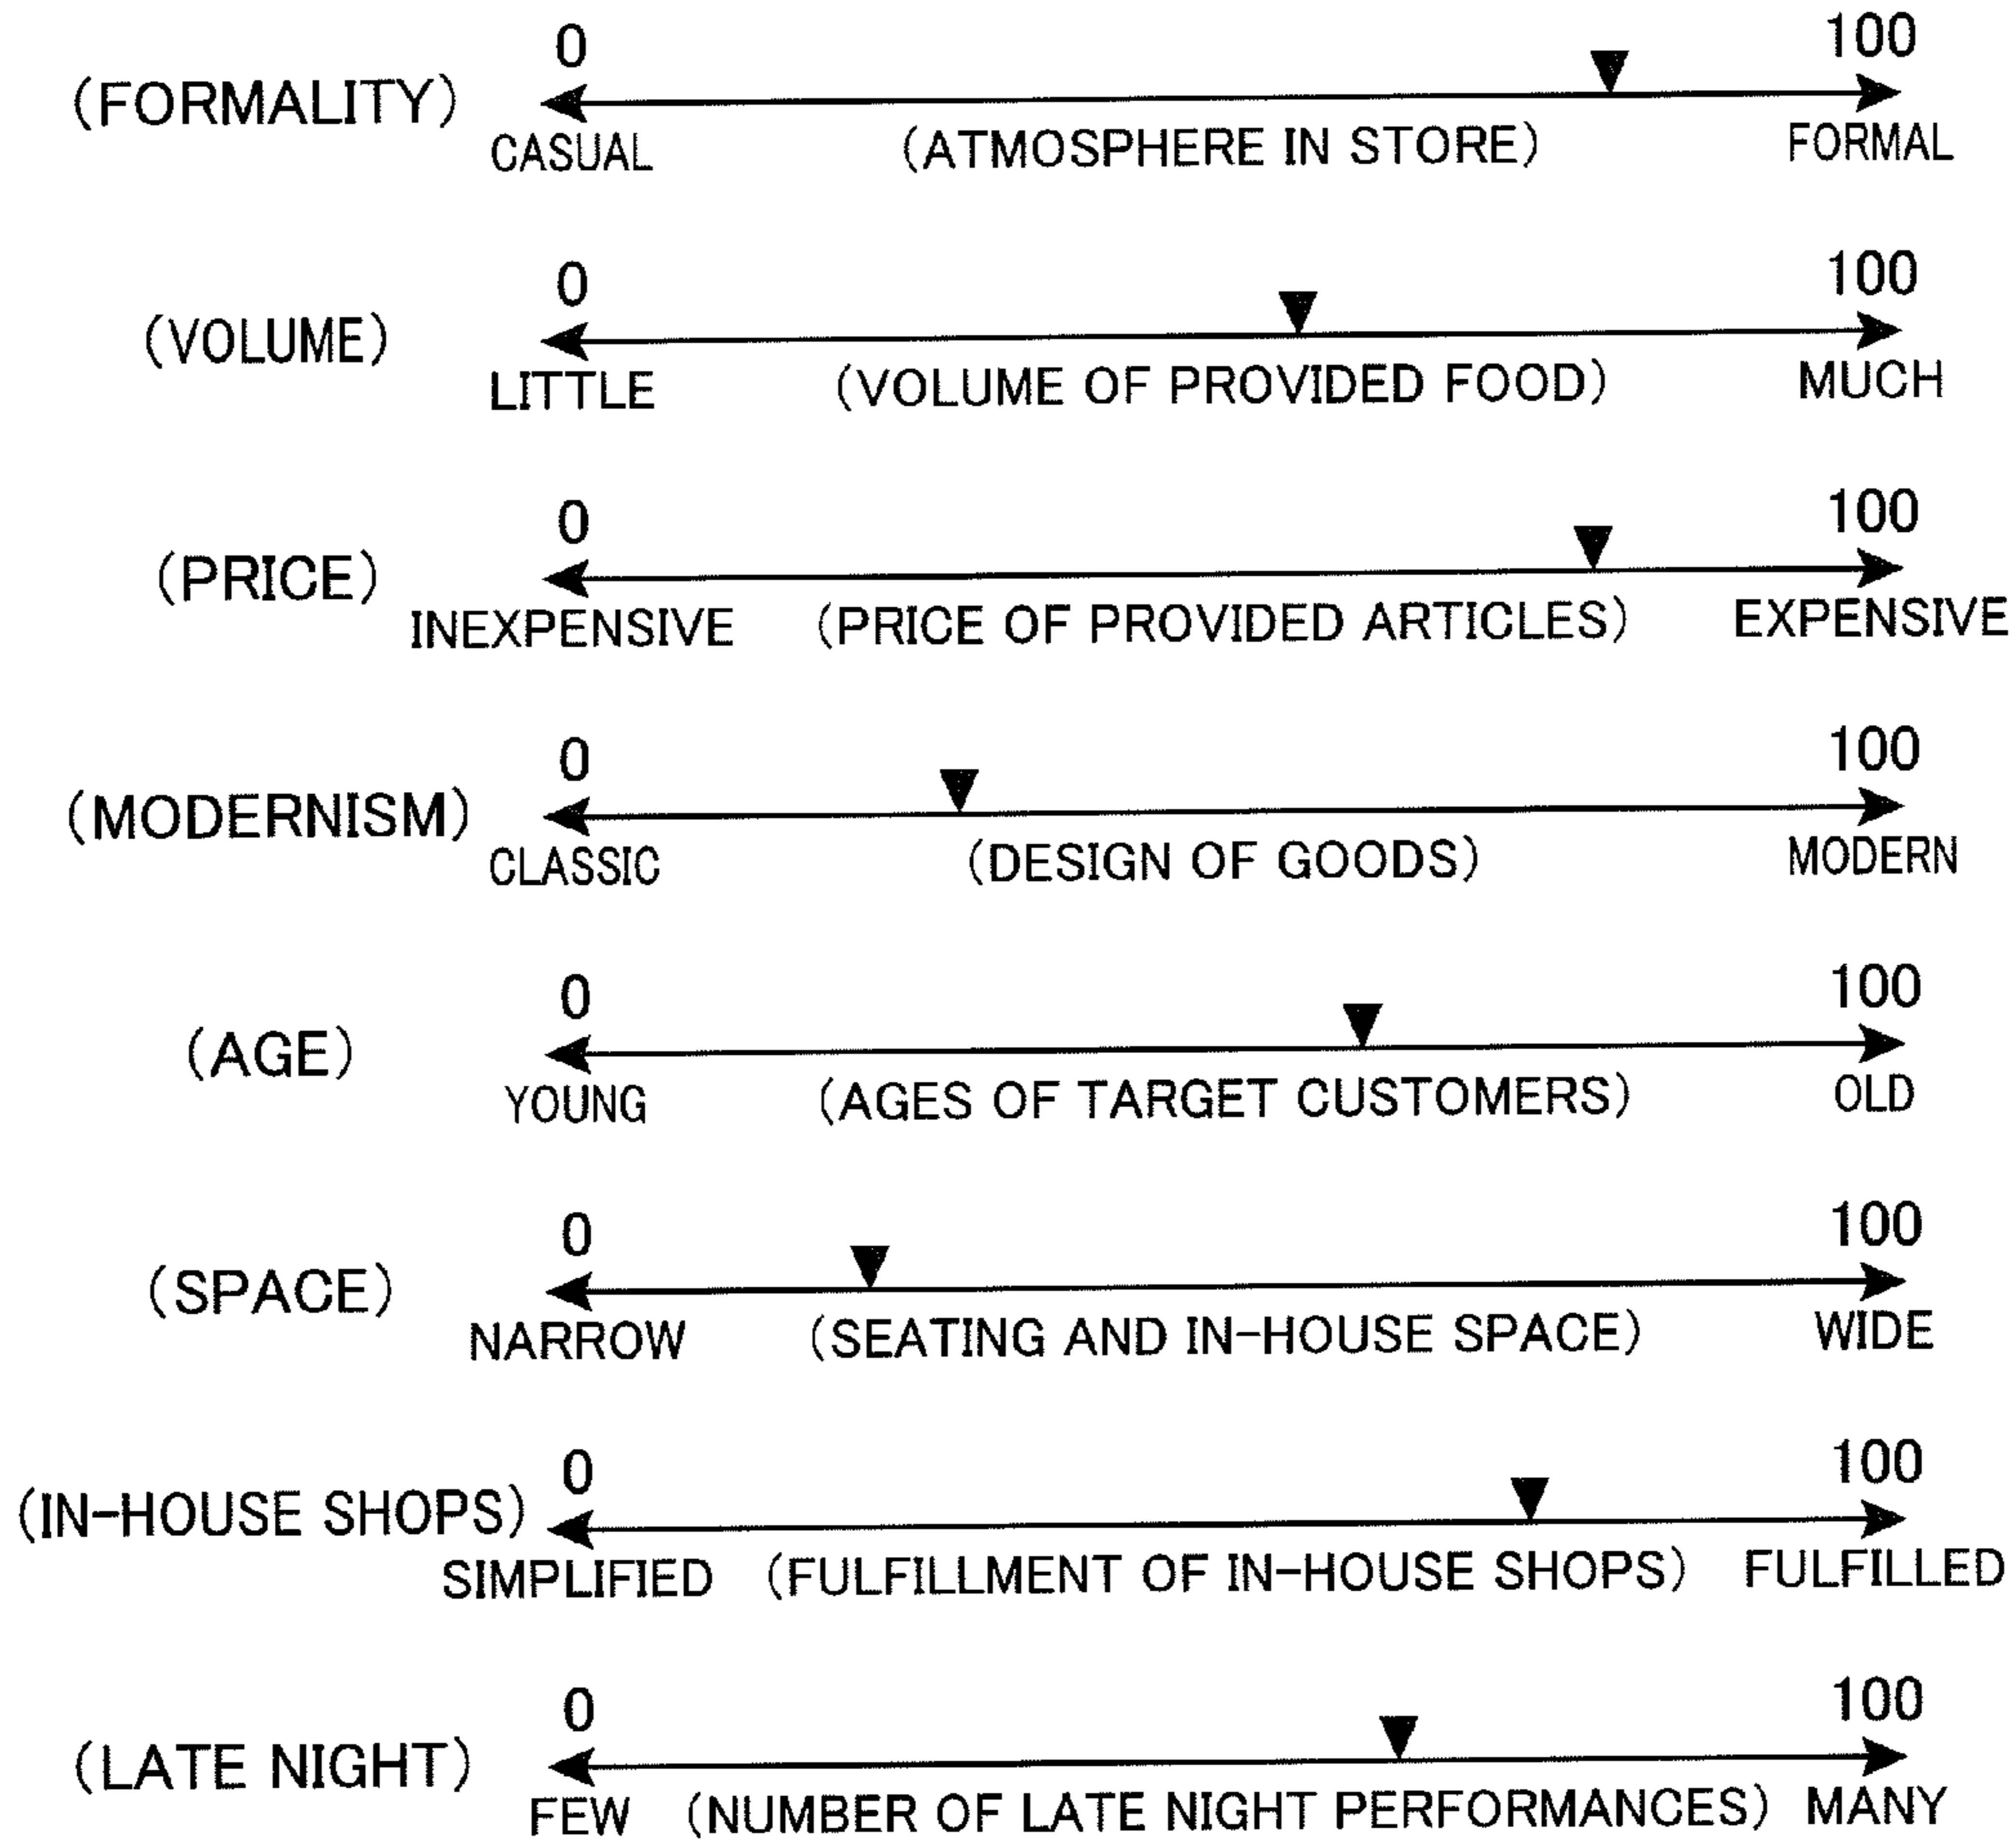 0 100
(FORMALITY)
CASUAL (ATMOSPHERE IN STORE) FORMAL
0 100
(VOLUME)
LITTLE (VOLUME OF PROVIDED FOOD) MUCH
0 100
(PRICE)
INEXPENSIVE (PRICE OF PROVIDED ARTICLES) EXPENSIVE
0 100
(MODERNISM)
CLASSIC (DESIGN OF GOODS) MODERN
0 100
(AGE)
YOUNG (AGES OF TARGET CUSTOMERS) OLD
0 100
(SPACE)
NARROW (SEATING AND IN-HOUSE SPACE) WIDE
0 100
(IN-HOUSE SHOPS)
SIMPLIFIED (FULFILLMENT OF IN-HOUSE SHOPS) FULFILLED
0 100
(LATE NIGHT)
FEW (NUMBER OF LATE NIGHT PERFORMANCES) MANY